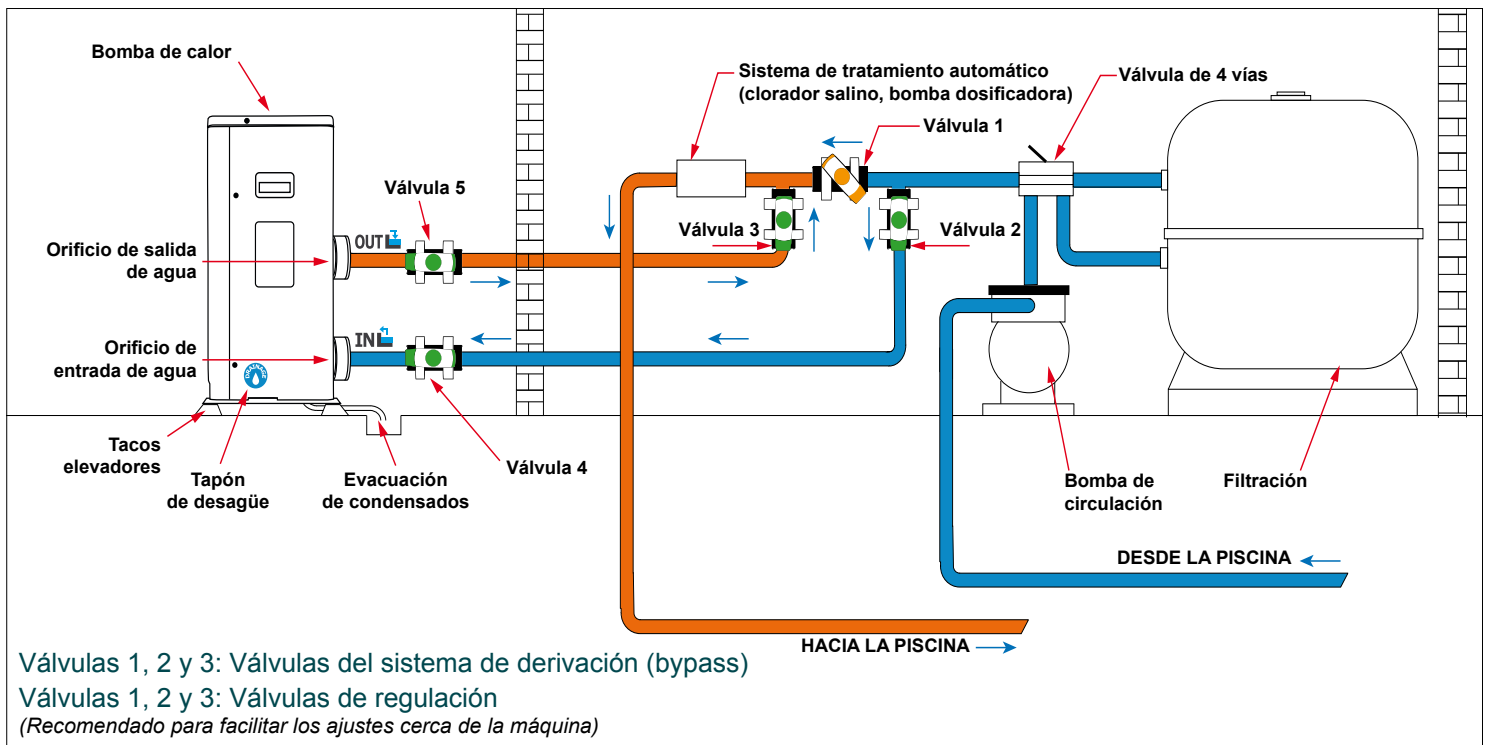 Bomba de calor
Sistema de tratamiento automático
(clorador salino, bomba dosificadora)
Válvula de 4 vías
Válvula 1
Válvula 5
Válvula 3
Válvula 2
Orificio de salida
de agua
OUT
Orificio de
entrada de agua
IN
DRAINAGE
Tacos
elevadores
Tapón
de desagüe
Evacuación
de condensados
Válvula 4
Bomba de
circulación
Filtración
DESDE LA PISCINA
HACIA LA PISCINA
Válvulas 1, 2 y 3: Válvulas del sistema de derivación (bypass)
Válvulas 1, 2 y 3: Válvulas de regulación
(Recomendado para facilitar los ajustes cerca de la máquina)